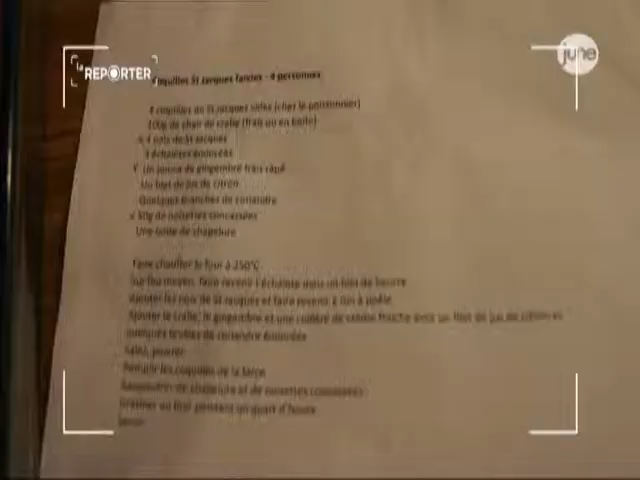 la REPORTER
june
Coquilles St Jacques farcies - 4 personnes
4 coquilles de St Jacques vides (chez le poissonnier)
100g de chair de crabe (frais ou en boîte)
4 noix de St Jacques
3 échalotes émincées
Un pouce de gingembre frais râpé
Un filet de jus de citron
Quelques branches de coriandre
50g de noisettes concassées
Une boîte de chapelure
Faire chauffer le four à 250°C
Sur feu moyen, faire revenir l'échalote dans un filet de beurre
Ajouter les noix de St Jacques et faire revenir à la poêle
Ajouter le crabe, le gingembre et une cuillère de crème fraîche avec un filet de jus de citron et
quelques feuilles de coriandre émincées
Saler, poivrer
Remplir les coquilles de la farce
Saupoudrer de chapelure et de noisettes concassées
Gratiner au four pendant un quart d'heure